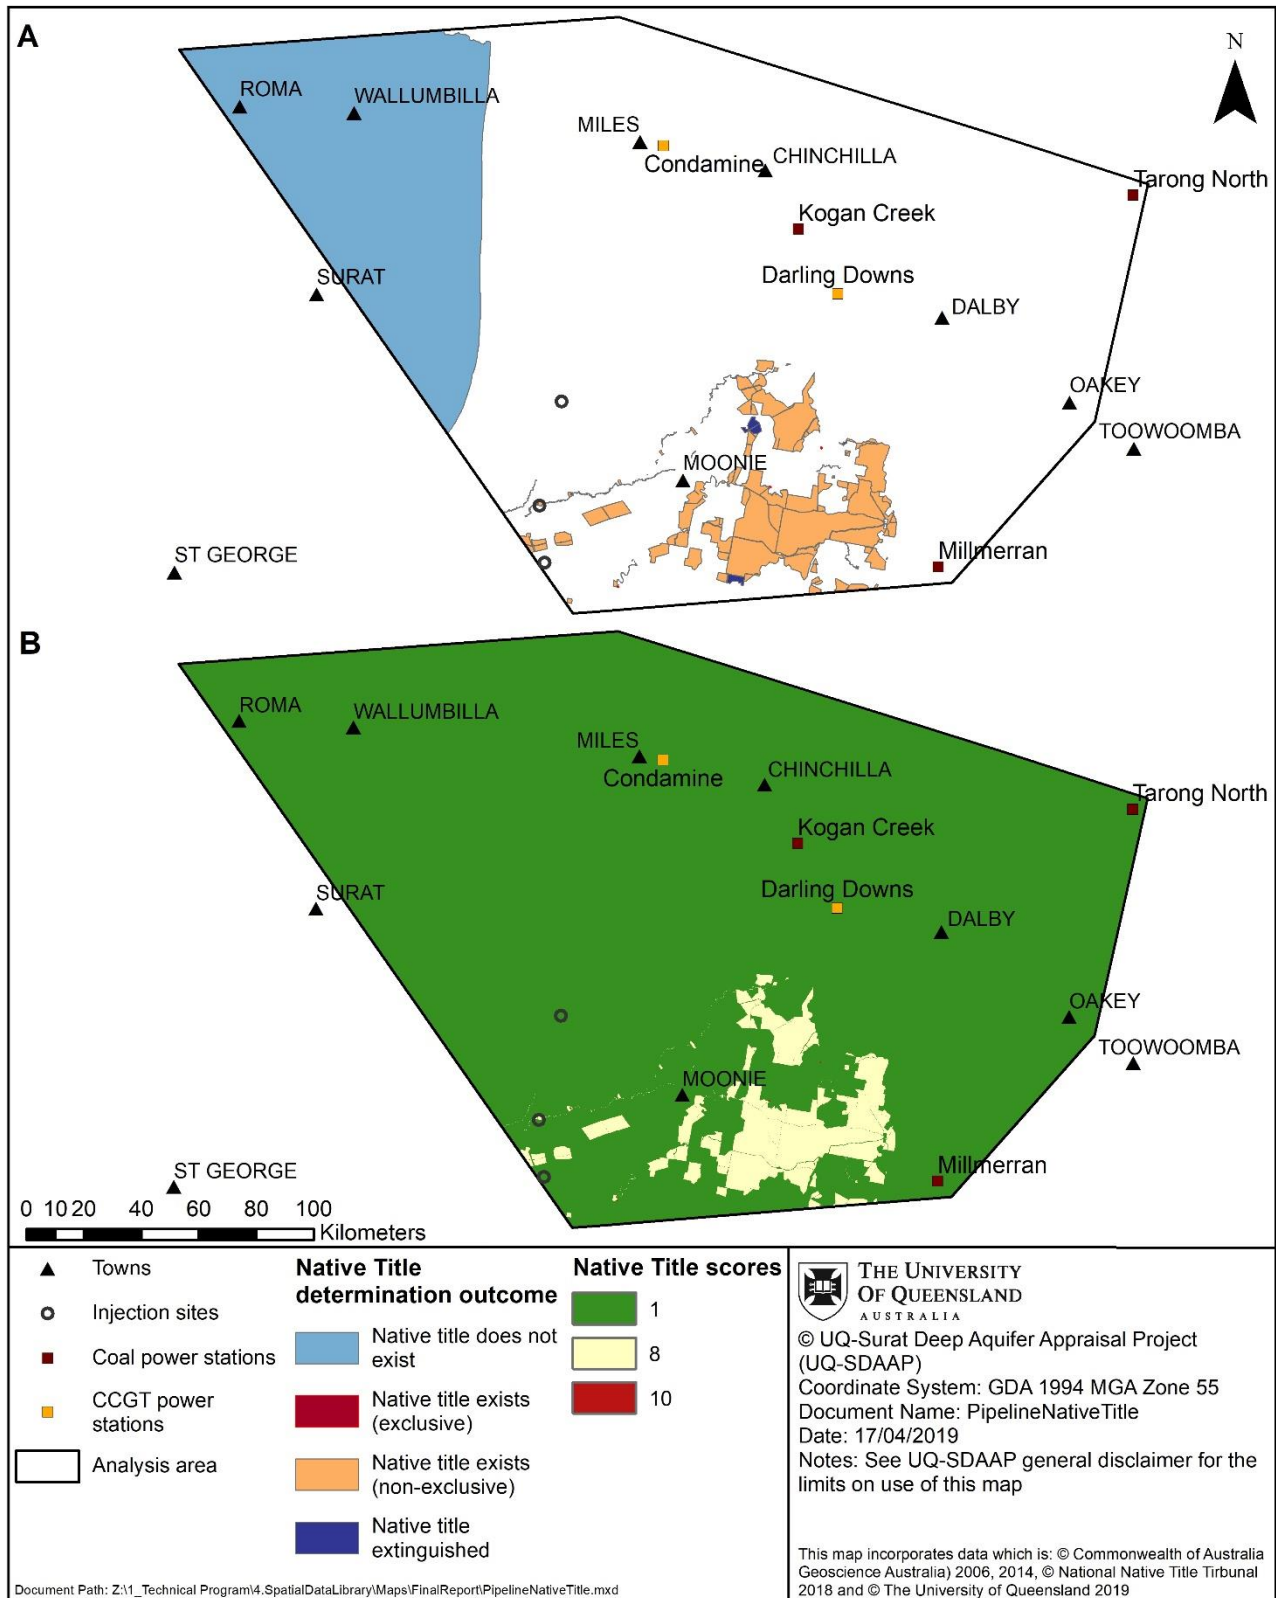 A
N
ROMA
WALLUMBILLA
MILES
Condamine
CHINCHILLA
Tarong North
Kogan Creek
Darling Downs
SURAT
DALBY
OAKEY
TOOWOOMBA
MOONIE
ST GEORGE
Millmerran
B
ROMA
WALLUMBILLA
MILES
Condamine
CHINCHILLA
Tarong North
Kogan Creek
Darling Downs
SURAT
DALBY
OAKEY
TOOWOOMBA
MOONIE
ST GEORGE
Millmerran
0 10 20 40 60 80 100
Kilometers
Towns
Injection sites
Coal power stations
CCGT power
stations
Analysis area
Native Title
determination outcome
Native title does not
exist
Native title exists
(exclusive)
Native title exists
(non-exclusive)
Native title
extinguished
Native Title scores
1
8
10
THE UNIVERSITY
OF QUEENSLAND
AUSTRALIA
© UQ-Surat Deep Aquifer Appraisal Project
(UQ-SDAAP)
Coordinate System: GDA 1994 MGA Zone 55
Document Name: PipelineNativeTitle
Date: 17/04/2019
Notes: See UQ-SDAAP general disclaimer for the
limits on use of this map
This map incorporates data which is: © Commonwealth of Australia
Geoscience Australia) 2006, 2014, © National Native Title Tirbunal
2018 and © The University of Queensland 2019
Document Path: Z:\1_Technical Program\4.SpatialDataLibrary\Maps\FinalReport\PipelineNativeTitle.mxd